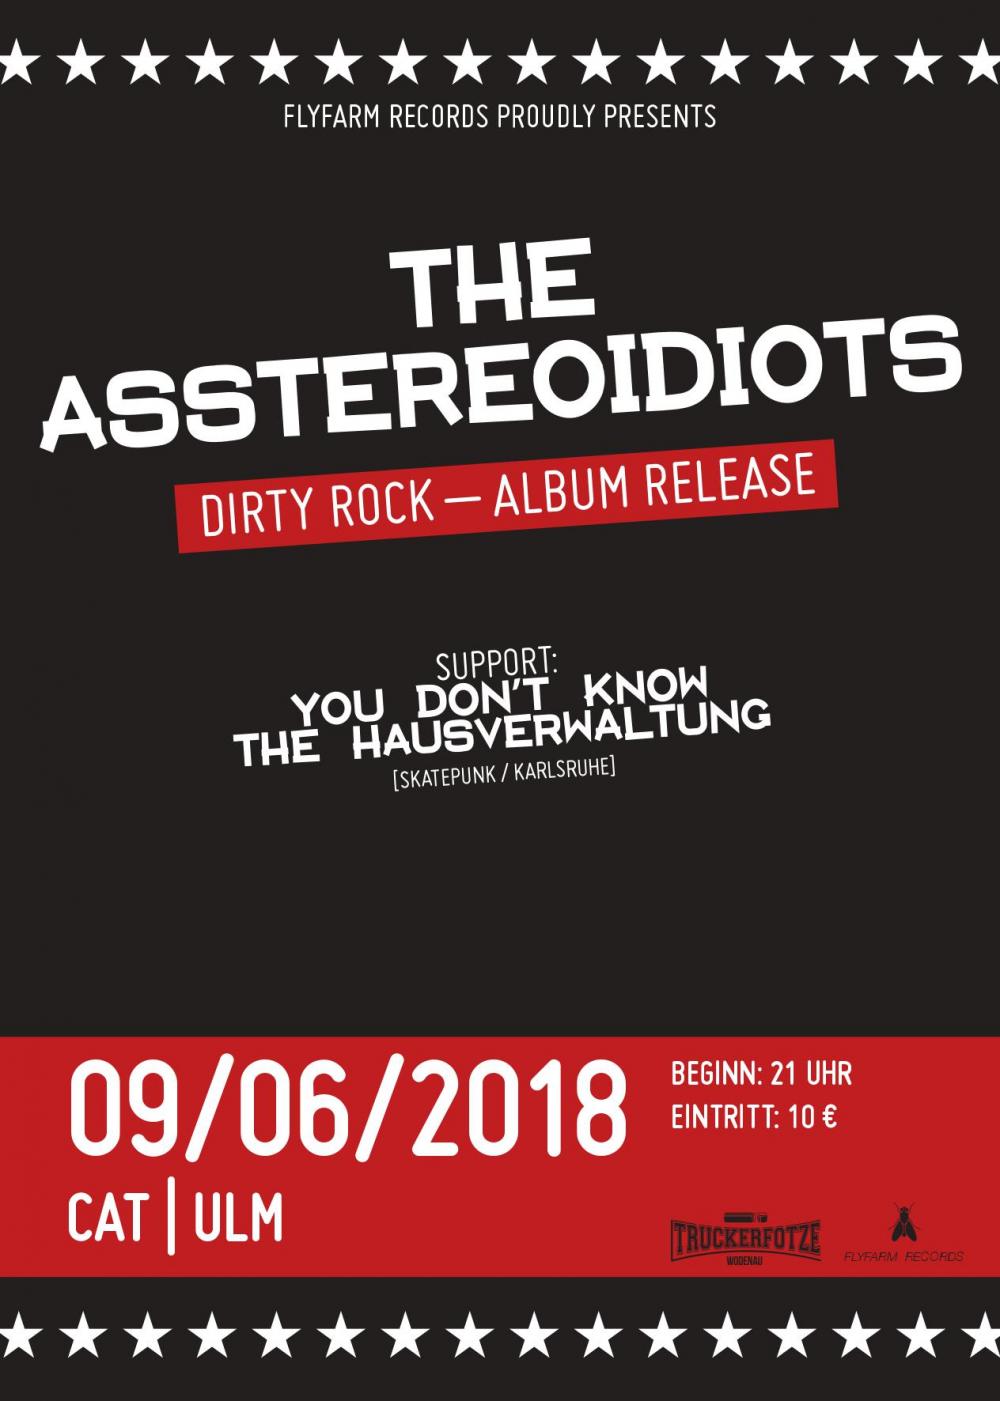 FLYFARM RECORDS PROUDLY PRESENTS
THE
ASSTEREOIDIOTS
DIRTY ROCK — ALBUM RELEASE
SUPPORT:
YOU DON'T KNOW
THE HAUSVERWALTUNG
[SKATEPUNK / KARLSRUHE]
09/06/2018
CAT | ULM
BEGINN: 21 UHR
EINTRITT: 10 €
TRUCKERFOTZE
WODENAU
FLYFARM RECORDS